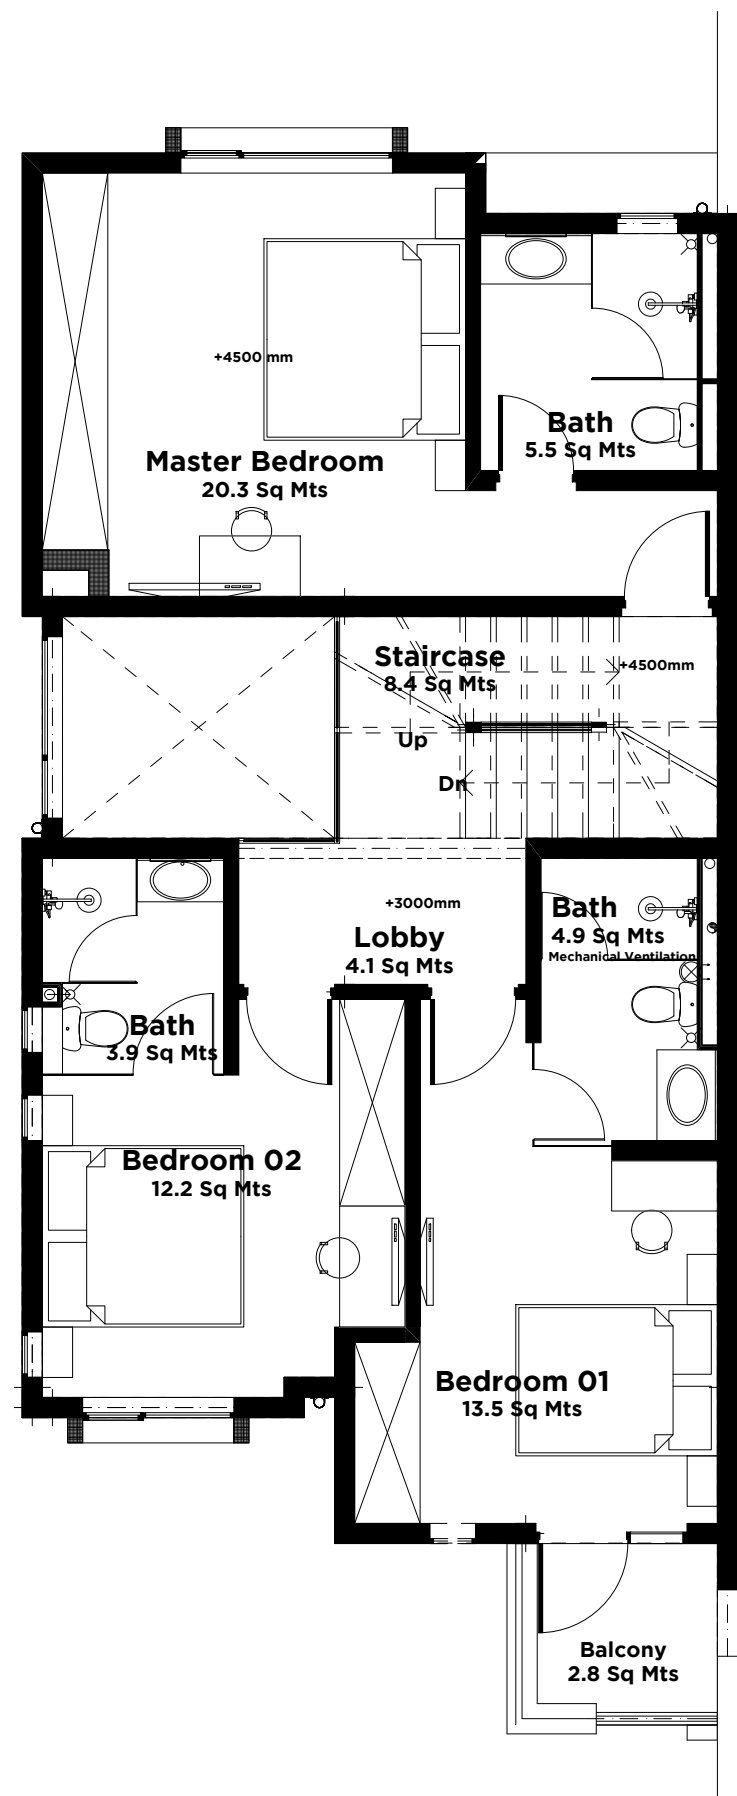 +4500 mm
Bath
5.5 Sq Mts
Master Bedroom
20.3 Sq Mts
Staircase
8.4 Sq Mts
+4500mm
Up
Dn
+3000mm
Lobby
4.1 Sq Mts
Bath
4.9 Sq Mts
Mechanical Ventilation
Bath
3.9 Sq Mts
Bedroom 02
12.2 Sq Mts
Bedroom 01
13.5 Sq Mts
Balcony
2.8 Sq Mts